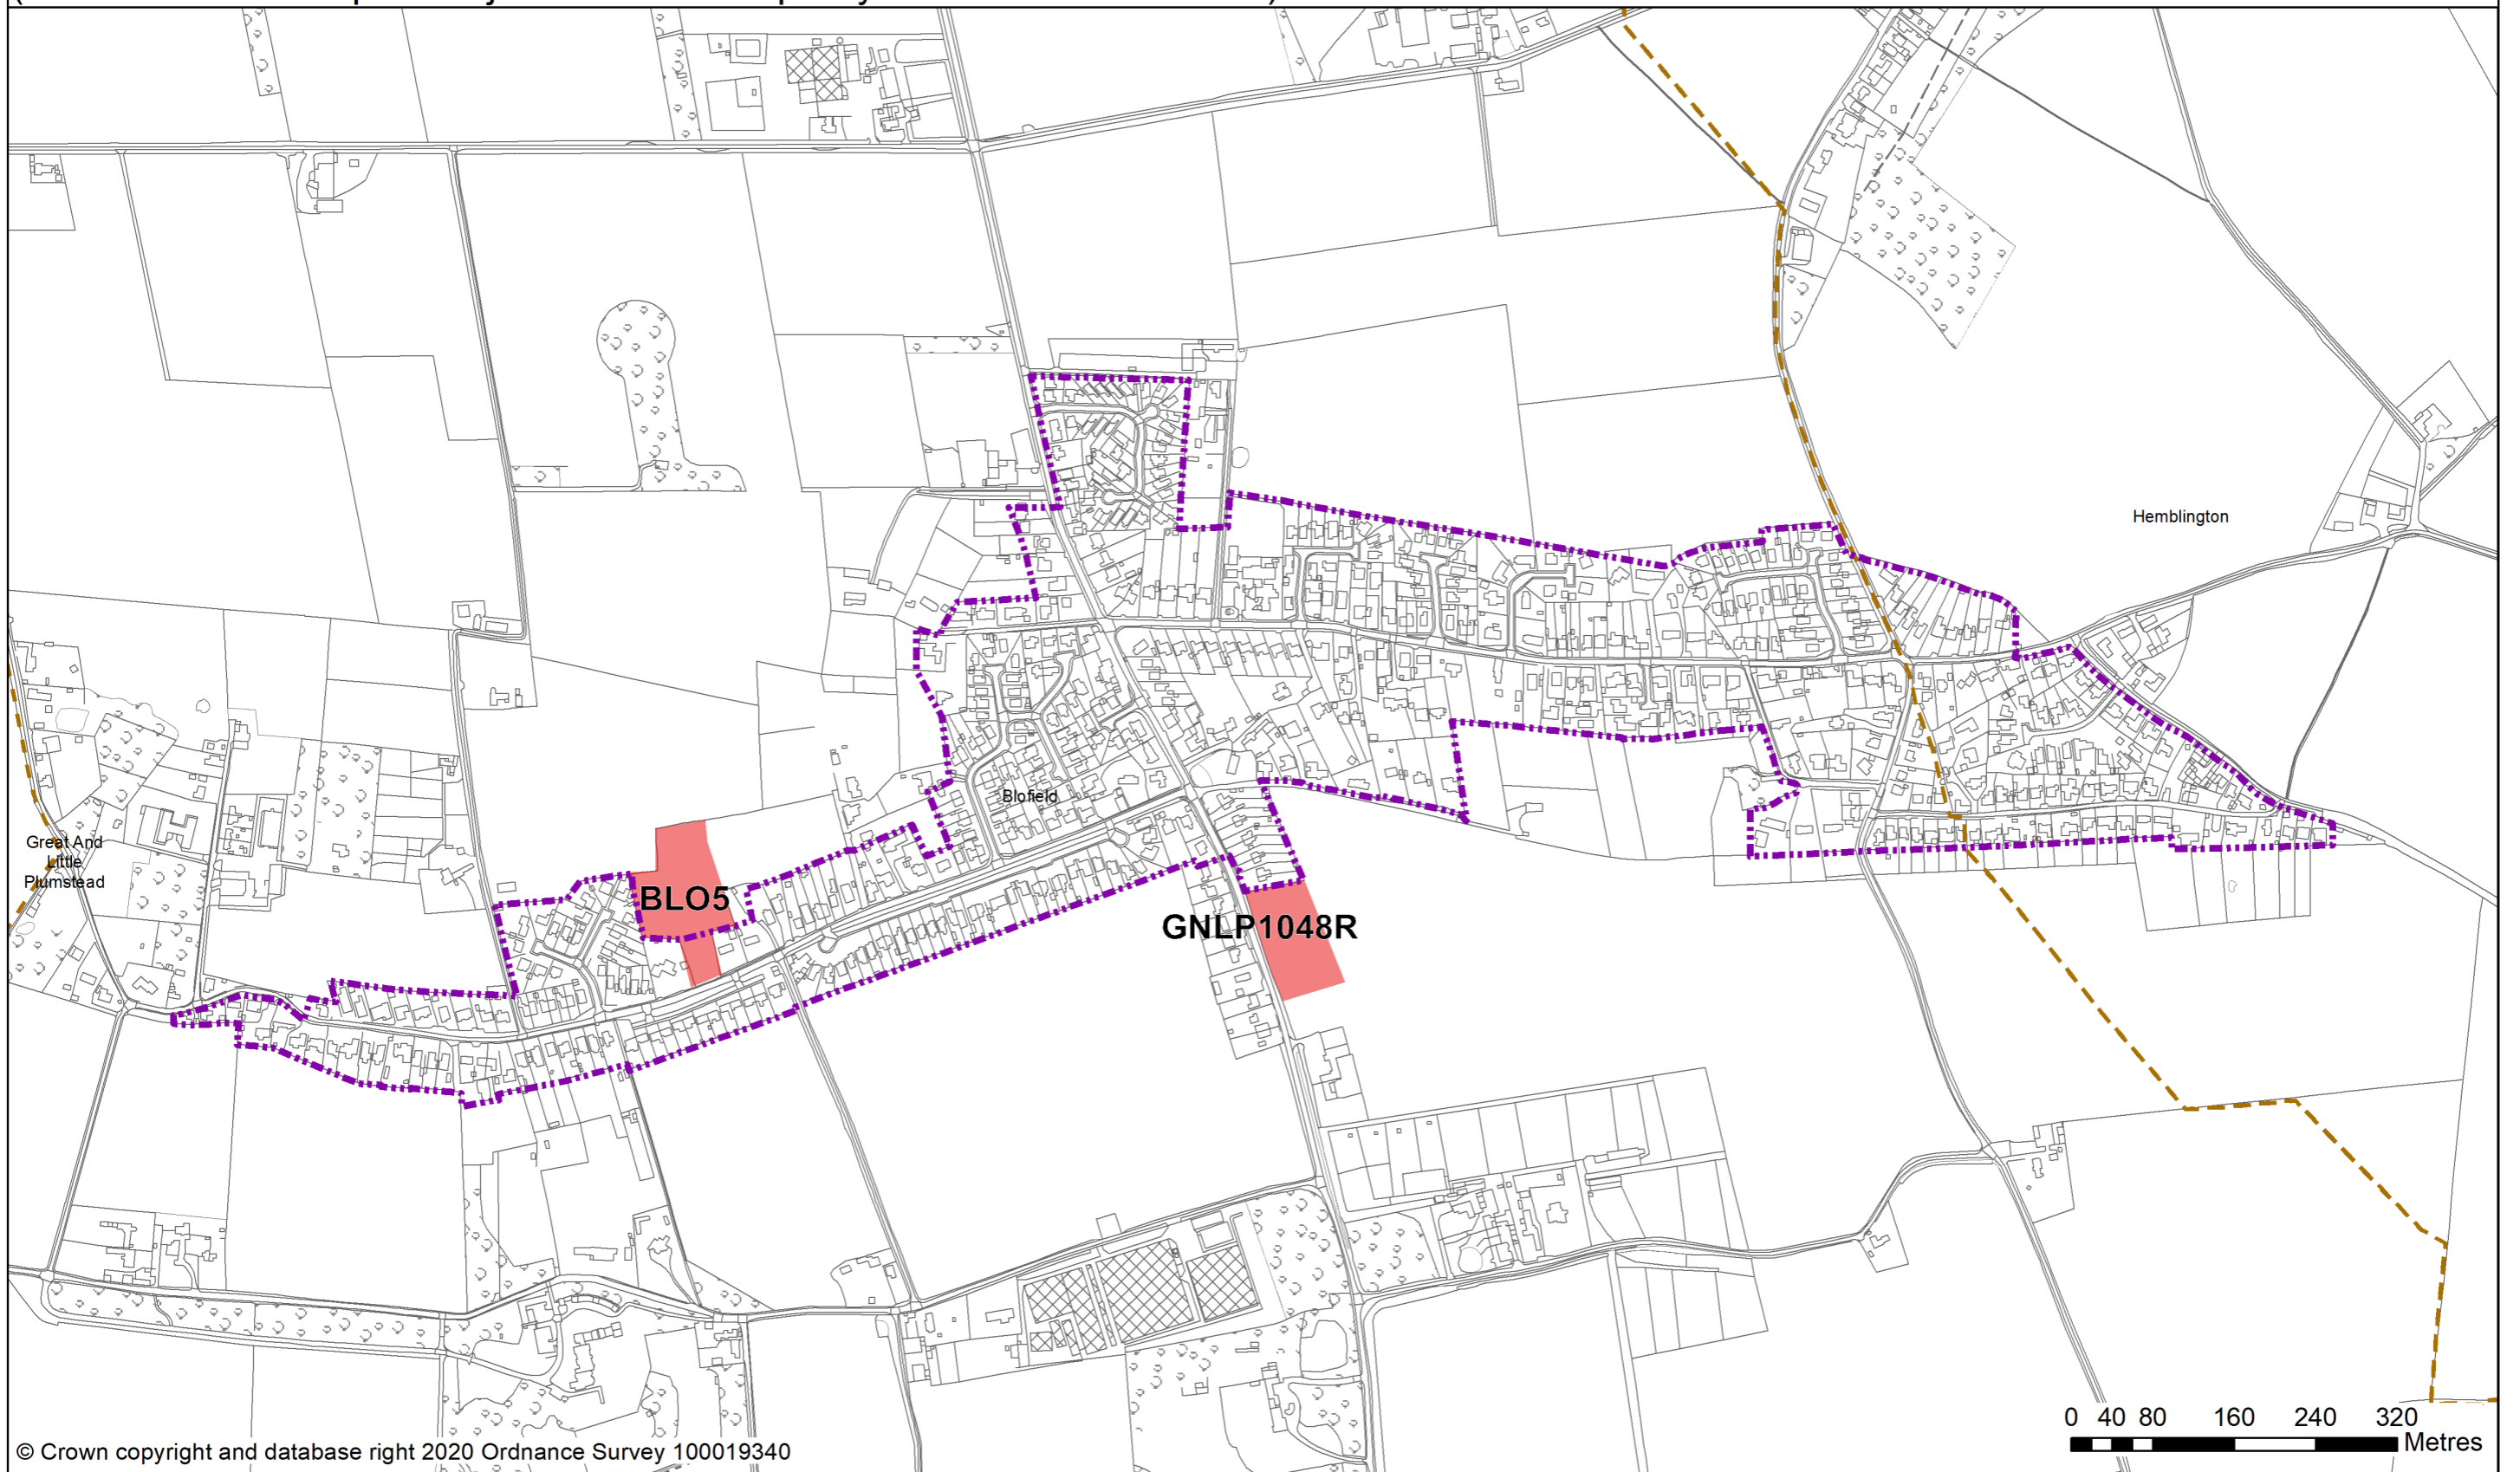 Hemblington
Blofield
Great And
Little
Plumstead
BLO5
GNLP1048R
0 40 80 160 240 320
Metres
© Crown copyright and database right 2020 Ordnance Survey 100019340